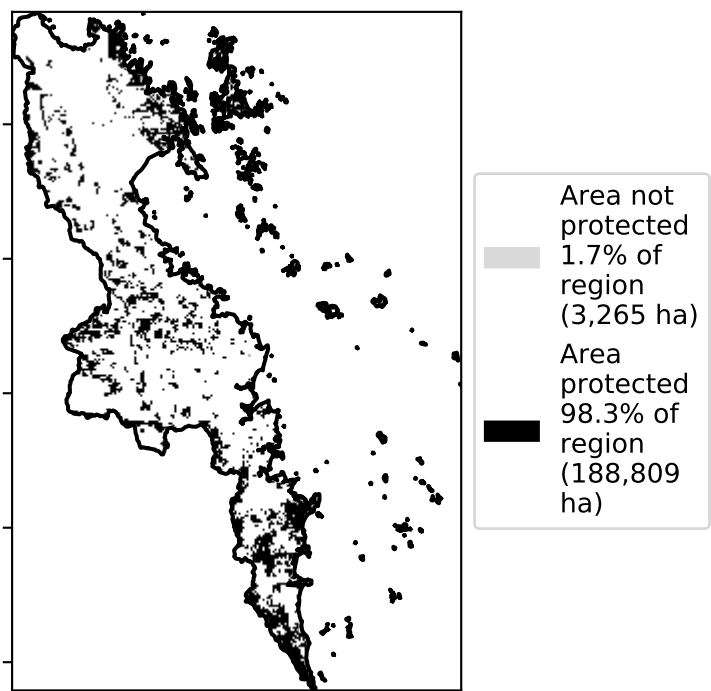 Area not
protected
1.7% of
region
(3,265 ha)
Area
protected
98.3% of
region
(188,809
ha)